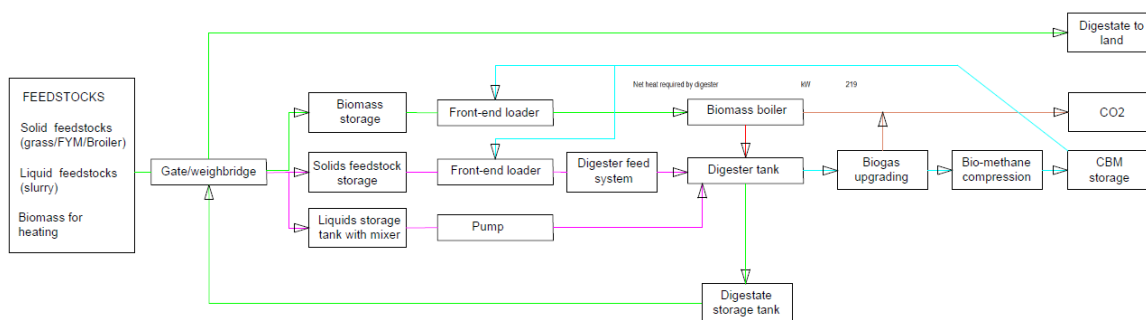 Digestate to
land
FEEDSTOCKS
Solid feedstocks
(grass/FYM/Broiler)
Liquid feedstocks
(slurry)
Biomass for
heating
Gate/weighbridge
Biomass
storage
Front-end loader
Net heat required by digester kW 219
Biomass boiler
CO2
Solids feedstock
storage
Front-end loader
Digester feed
system
Digester tank
Biogas
upgrading
Bio-methane
compression
CBM
storage
Liquids storage
tank with mixer
Pump
Digestate
storage tank